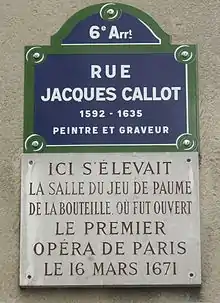 6e Arrt
RUE
JACQUES CALLOT
1592 - 1635
PEINTRE ET GRAVEUR
ICI S'ÉLEVAIT
LA SALLE DU JEU DE PAUME
DE LA BOUTEILLE, OÙ FUT OUVERT
LE PREMIER
OPÉRA DE PARIS
LE 16 MARS 1671